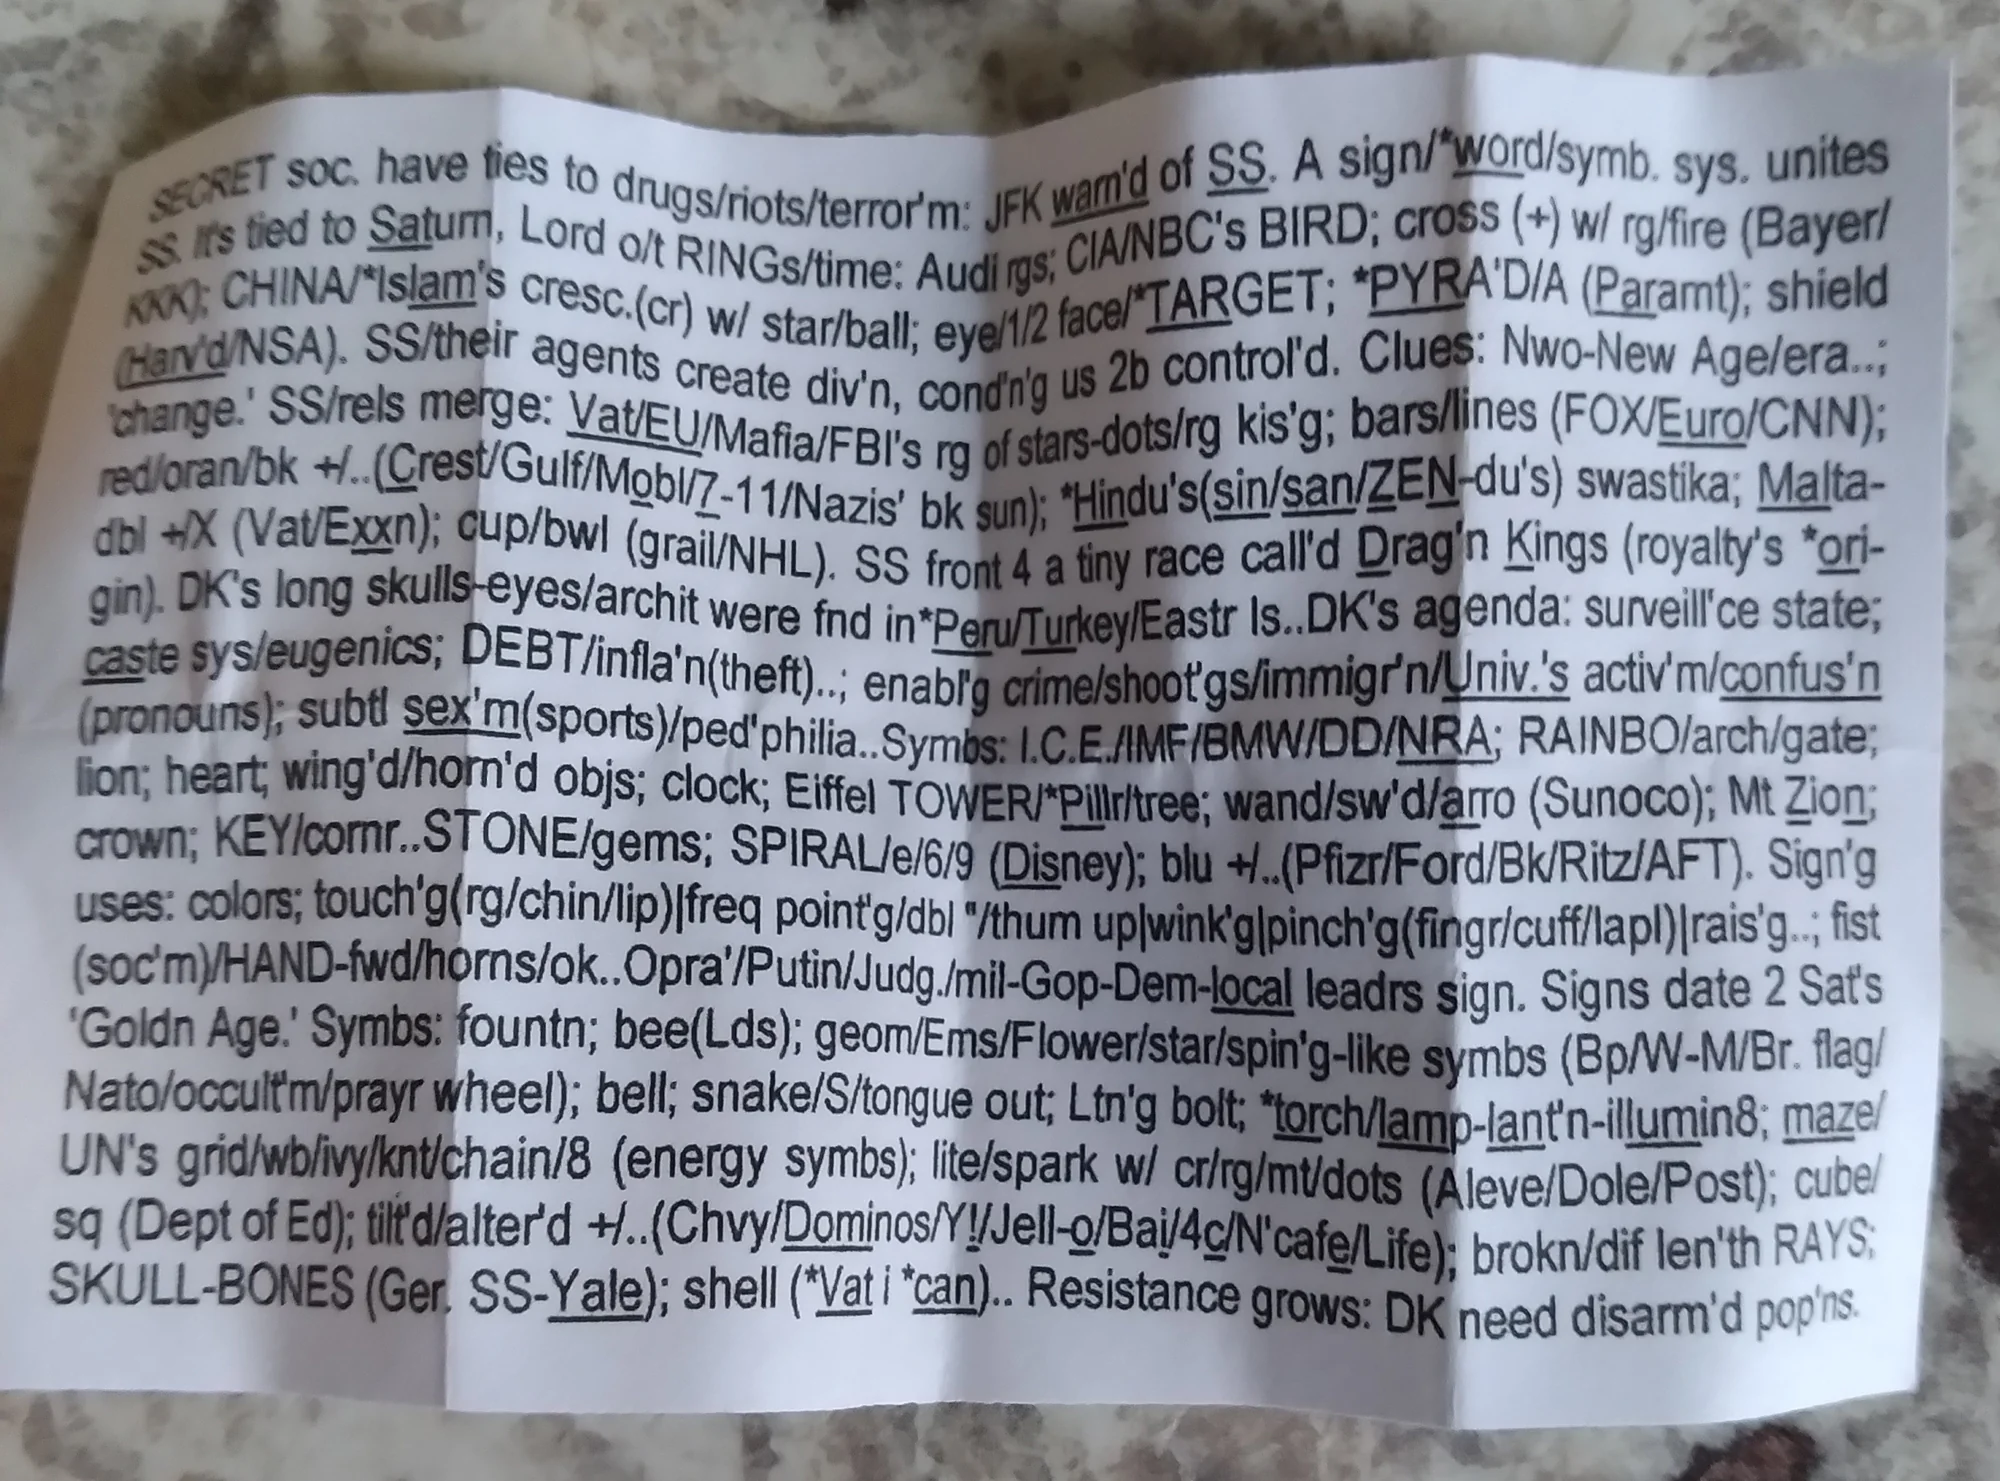 SECRET soc. have ties to drugs/riots/terror'm: JFK warn'd of SS. A sign/*word/symb. sys. unites
SS. It's tied to Saturn, Lord o/t RINGs/time: Audi rgs; CIA/NBC's BIRD; cross (+) w/ rg/fire (Bayer/
KKK); CHINA/*Islam's cresc.(cr) w/ star/ball; eye/1/2 face/*TARGET; *PYRA'D/A (Paramt); shield
(Harv'd/NSA). SS/their agents create div'n, cond'n'g us 2b control'd. Clues: Nwo-New Age/era..;
'change.' SS/rels merge: Vat/EU/Mafia/FBI's rg of stars-dots/rg kis'g; bars/lines (FOX/Euro/CNN);
red/oran/bk +/..(Crest/Gulf/Mobl/7-11/Nazis' bk sun); *Hindu's(sin/san/ZEN-du's) swastika; Malta-
dbl +/X (Vat/Exxn); cup/bwl (grail/NHL). SS front 4 a tiny race call'd Drag'n Kings (royalty's *ori-
gin). DK's long skulls-eyes/archit were fnd in*Peru/Turkey/Eastr Is..DK's agenda: surveill'ce state;
caste sys/eugenics; DEBT/infla'n(theft)..; enabl'g crime/shoot'gs/immigr'n/Univ.'s activ'm/confus'n
(pronouns); subtl sex'm(sports)/ped'philia..Symbs: I.C.E./IMF/BMW/DD/NRA; RAINBO/arch/gate;
lion; heart; wing'd/horn'd objs; clock; Eiffel TOWER/*Pillr/tree; wand/sw'd/arro (Sunoco); Mt Zion;
crown; KEY/cornr..STONE/gems; SPIRAL/e/6/9 (Disney); blu +/..(Pfizr/Ford/Bk/Ritz/AFT). Sign'g
uses: colors; touch'g(rg/chin/lip)|freq point'g/dbl "/thum up|wink'g|pinch'g(fingr/cuff/lapl)|rais'g..; fist
(soc'm)/HAND-fwd/horns/ok..Opra'/Putin/Judg./mil-Gop-Dem-local leadrs sign. Signs date 2 Sat's
'Goldn Age.' Symbs: fountn; bee(Lds); geom/Ems/Flower/star/spin'g-like symbs (Bp/W-M/Br. flag/
Nato/occult'm/prayr wheel); bell; snake/S/tongue out; Ltn'g bolt; *torch/lamp-lant'n-illumin8; maze/
UN's grid/wb/ivy/knt/chain/8 (energy symbs); lite/spark w/ cr/rg/mt/dots (Aleve/Dole/Post); cube/
sq (Dept of Ed); tilt'd/alter'd +/..(Chvy/Dominos/Y!/Jell-o/Bai/4c/N'cafe/Life); brokn/dif len'th RAYS;
SKULL-BONES (Ger. SS-Yale); shell (*Vat i *can).. Resistance grows: DK need disarm'd pop'ns.